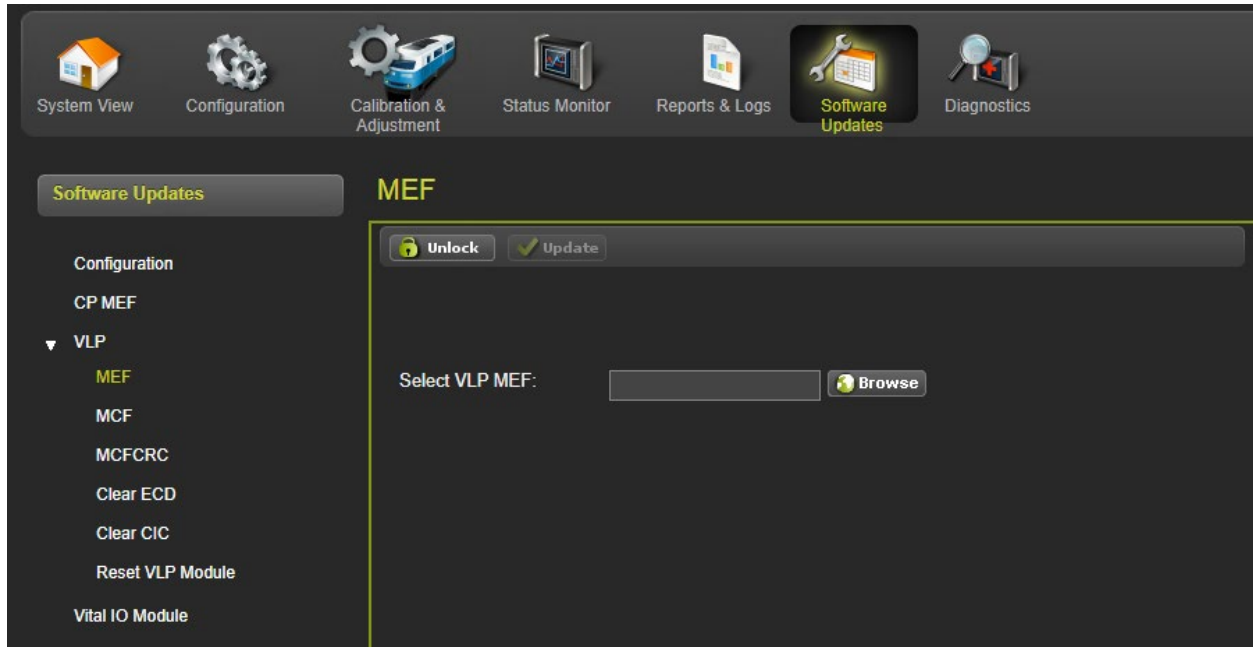 System View
Configuration
Calibration &
Adjustment
Status Monitor
Reports & Logs
Software
Updates
Diagnostics
Software Updates
Configuration
CP MEF
VLP
MEF
MCF
MCFCRC
Clear ECD
Clear CIC
Reset VLP Module
Vital IO Module
MEF
Unlock
Update
Select VLP MEF:
Browse